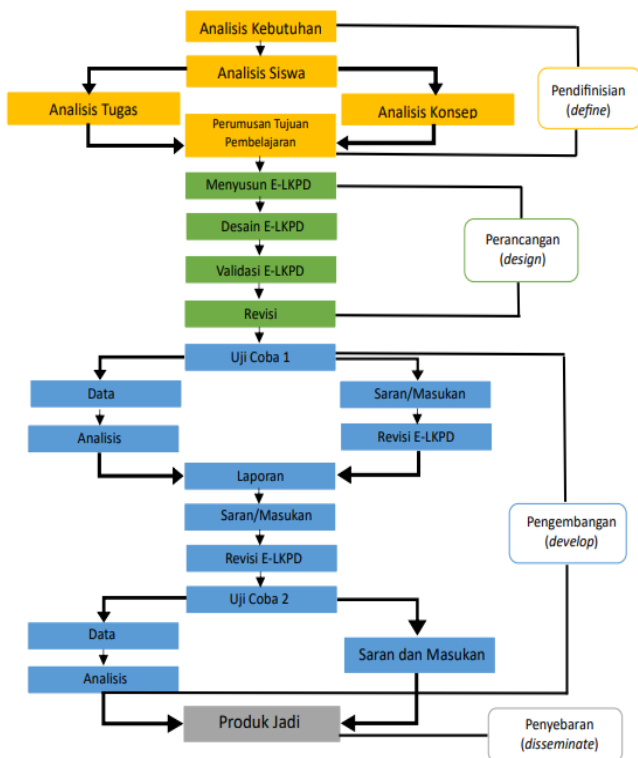 Analisis Kebutuhan
Analisis Siswa
Analisis Tugas
Analisis Konsep
Perumusan Tujuan
Pembelajaran
Pendifinisian
(define)
Menyusun E-LKPD
Desain E-LKPD
Validasi E-LKPD
Revisi
Perancangan
(design)
Uji Coba 1
Data
Saran/Masukan
Analisis
Revisi E-LKPD
Laporan
Saran/Masukan
Revisi E-LKPD
Uji Coba 2
Data
Saran dan Masukan
Analisis
Pengembangan
(develop)
Produk Jadi
Penyebaran
(disseminate)